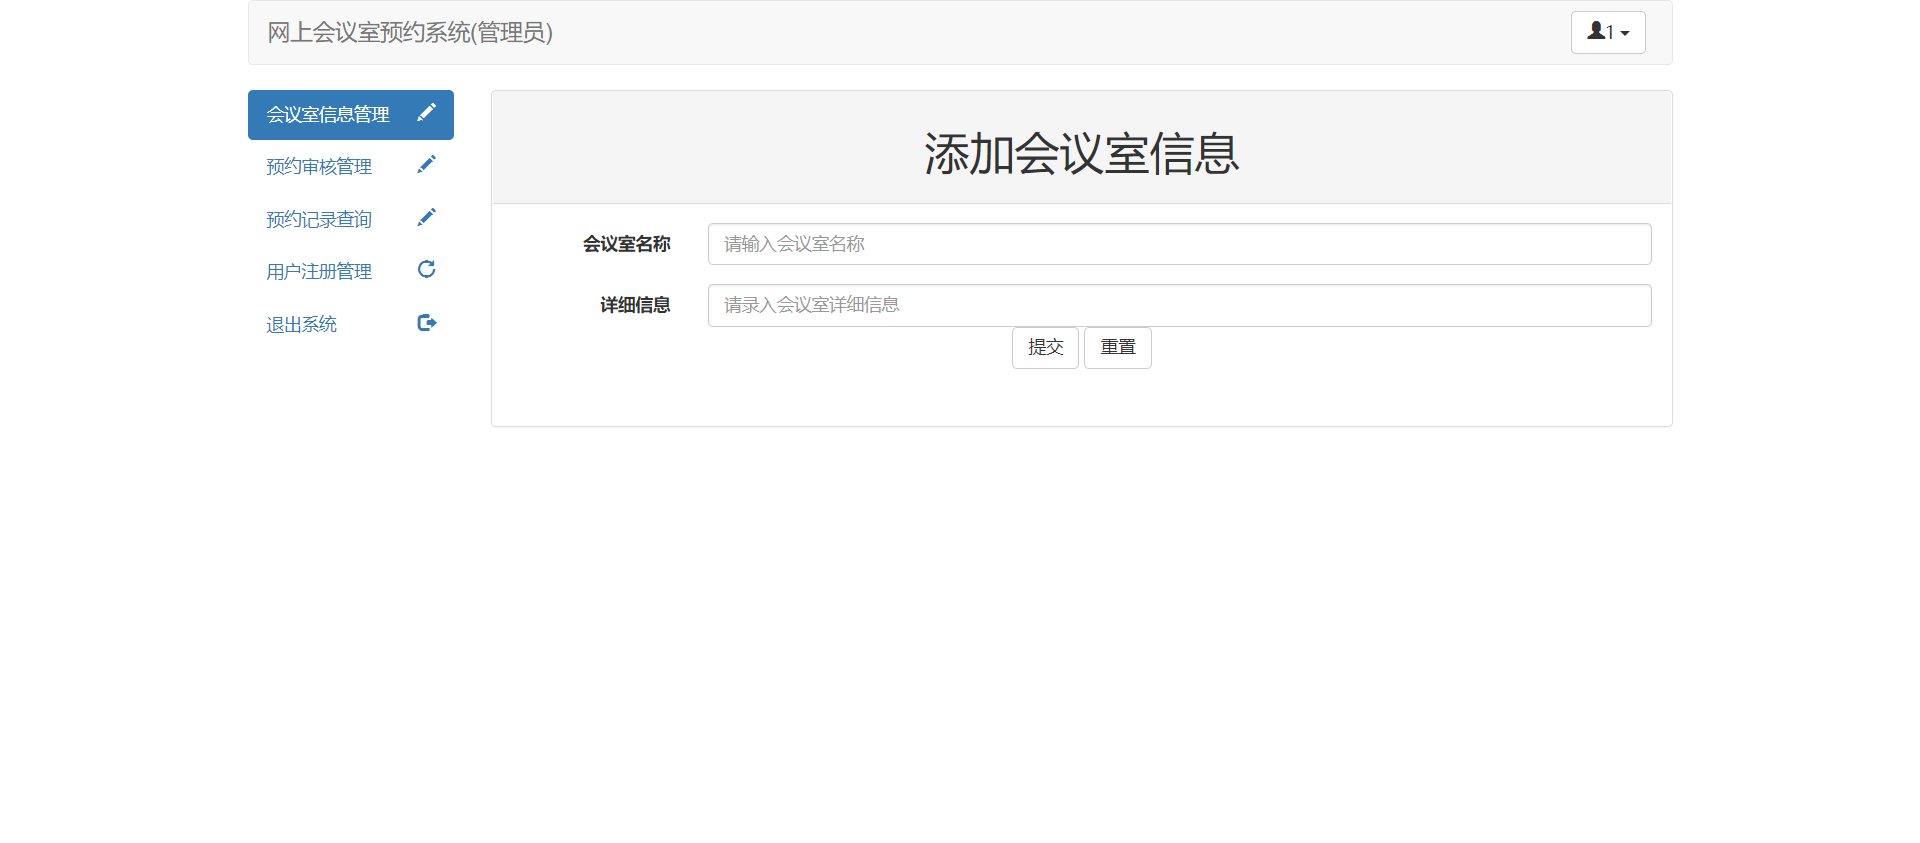 网上会议室预约系统(管理员)
1
会议室信息管理
预约审核管理
预约记录查询
用户注册管理
退出系统
添加会议室信息
会议室名称 请输入会议室名称
详细信息 请录入会议室详细信息
提交 重置